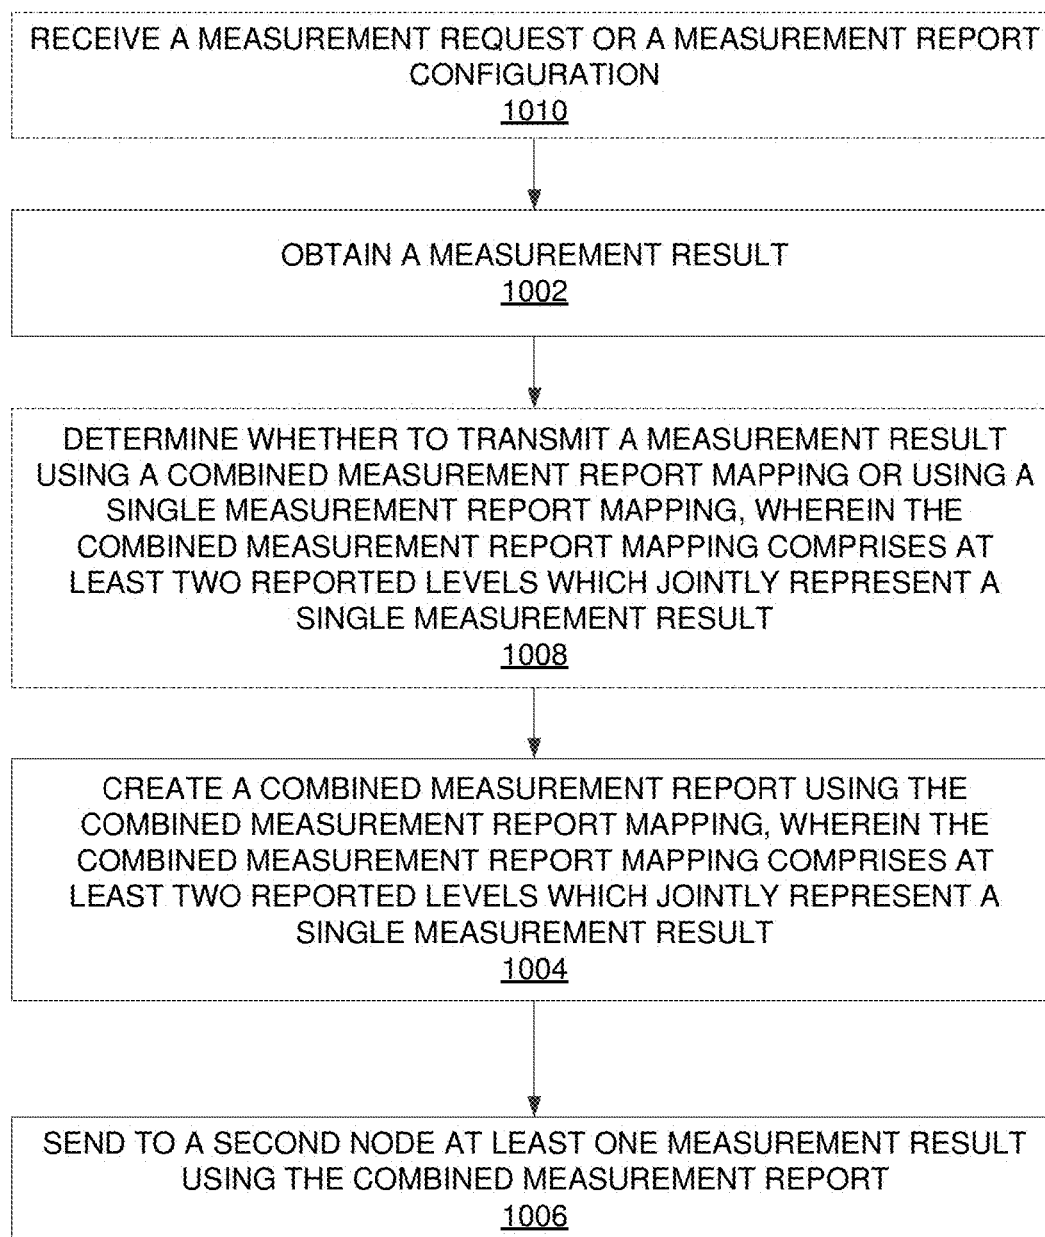 RECEIVE A MEASUREMENT REQUEST OR A MEASUREMENT REPORT
CONFIGURATION
1010
OBTAIN A MEASUREMENT RESULT
1002
DETERMINE WHETHER TO TRANSMIT A MEASUREMENT RESULT
USING A COMBINED MEASUREMENT REPORT MAPPING OR USING A
SINGLE MEASUREMENT REPORT MAPPING, WHEREIN THE
COMBINED MEASUREMENT REPORT MAPPING COMPRISES AT
LEAST TWO REPORTED LEVELS WHICH JOINTLY REPRESENT A
SINGLE MEASUREMENT RESULT
1008
CREATE A COMBINED MEASUREMENT REPORT USING THE
COMBINED MEASUREMENT REPORT MAPPING, WHEREIN THE
COMBINED MEASUREMENT REPORT MAPPING COMPRISES AT
LEAST TWO REPORTED LEVELS WHICH JOINTLY REPRESENT A
SINGLE MEASUREMENT RESULT
1004
SEND TO A SECOND NODE AT LEAST ONE MEASUREMENT RESULT
USING THE COMBINED MEASUREMENT REPORT
1006